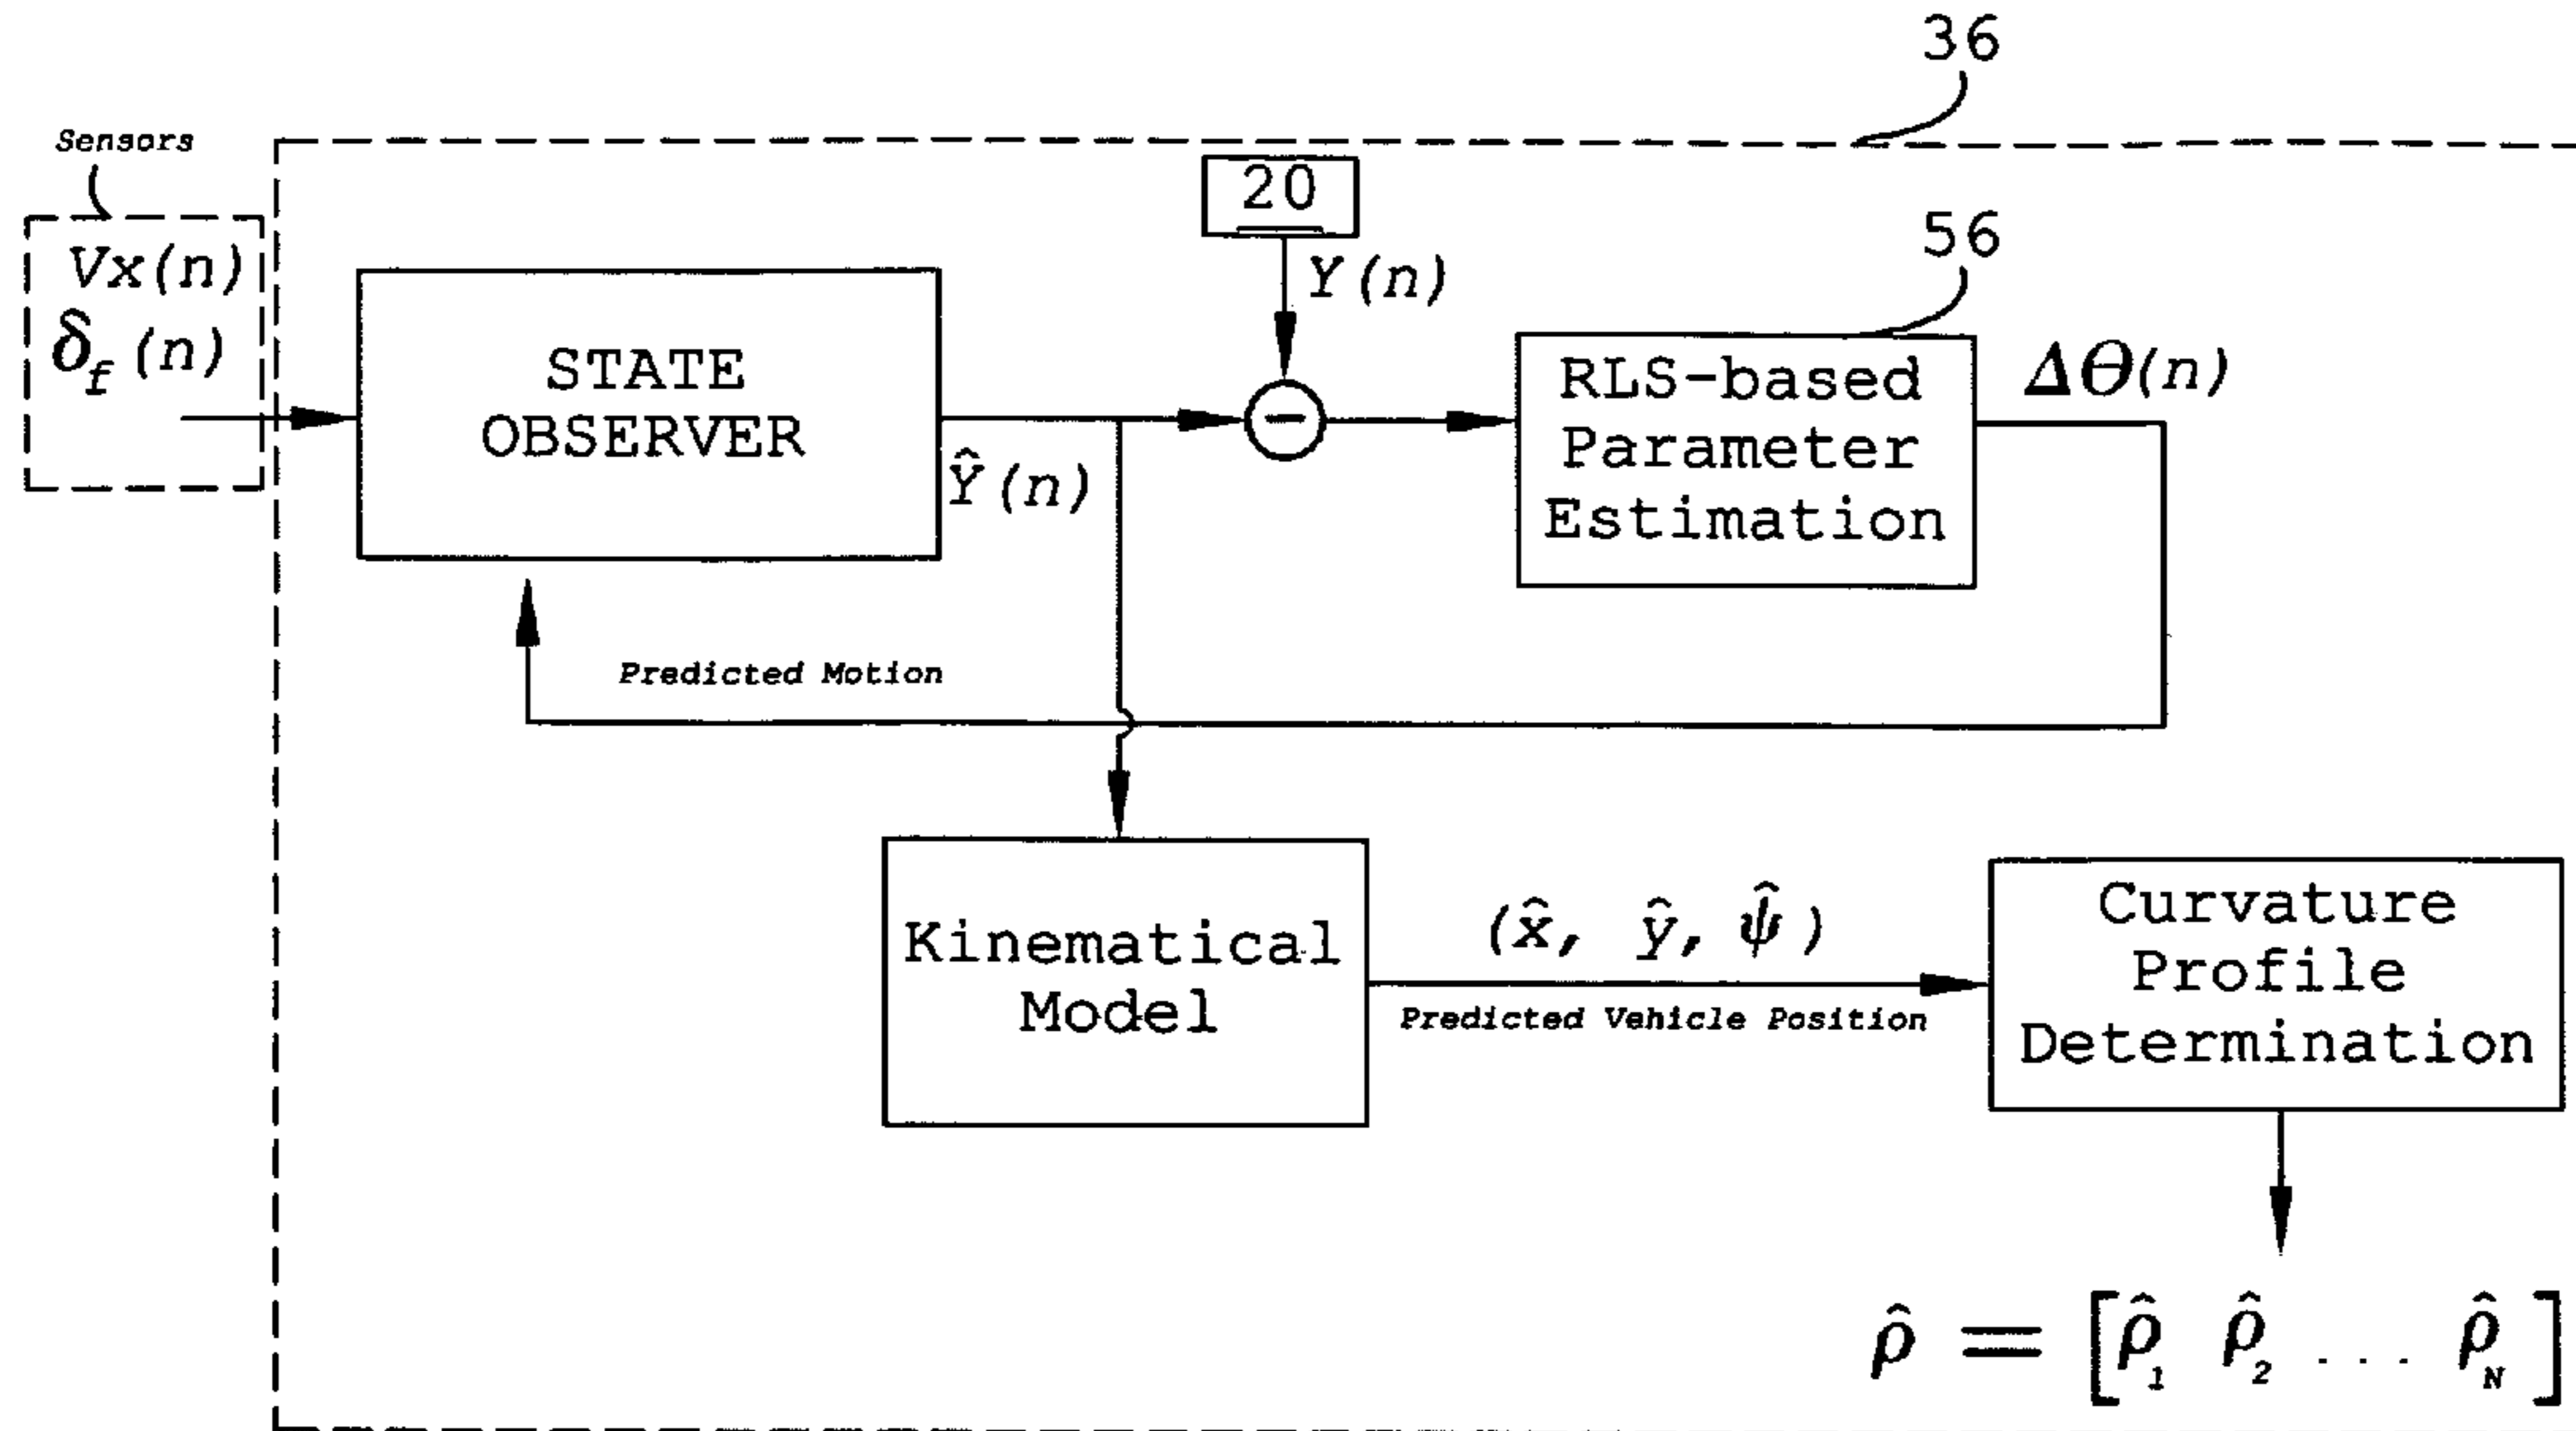 36
Sensors
Vx(n)
δf(n)
20
Y(n)
56
STATE
OBSERVER
Ŷ(n)
RLS-based
Parameter
Estimation
ΔΘ(n)
Predicted Motion
Kinematical
Model
(x̂, ŷ, ψ̂)
Predicted Vehicle Position
Curvature
Profile
Determination
ρ̂ = [ρ̂1 ρ̂2 ... ρ̂N]